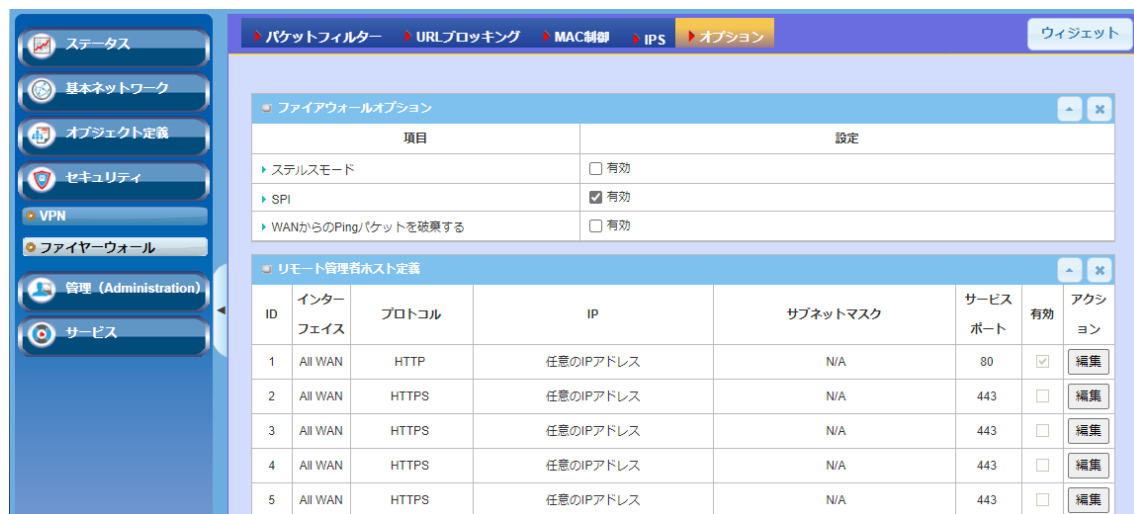 パケットフィルター URLブロッキング MAC制御 IPS オプション ウィジェット
ステータス
基本ネットワーク
オブジェクト定義
セキュリティ
VPN
ファイヤーウォール
管理 (Administration)
サービス
ファイアウォールオプション
項目 設定
ステルスモード 有効
SPI 有効
WANからのPingパケットを破棄する 有効
リモート管理者ホスト定義
ID インターフェイス プロトコル IP サブネットマスク サービスポート 有効 アクション
1 All WAN HTTP 任意のIPアドレス N/A 80 編集
2 All WAN HTTPS 任意のIPアドレス N/A 443 編集
3 All WAN HTTPS 任意のIPアドレス N/A 443 編集
4 All WAN HTTPS 任意のIPアドレス N/A 443 編集
5 All WAN HTTPS 任意のIPアドレス N/A 443 編集